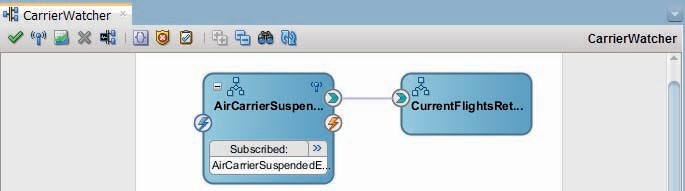 CarrierWatcher
CarrierWatcher
AirCarrierSuspen...
CurrentFlightsRet...
Subscribed:
AirCarrierSuspendedE...